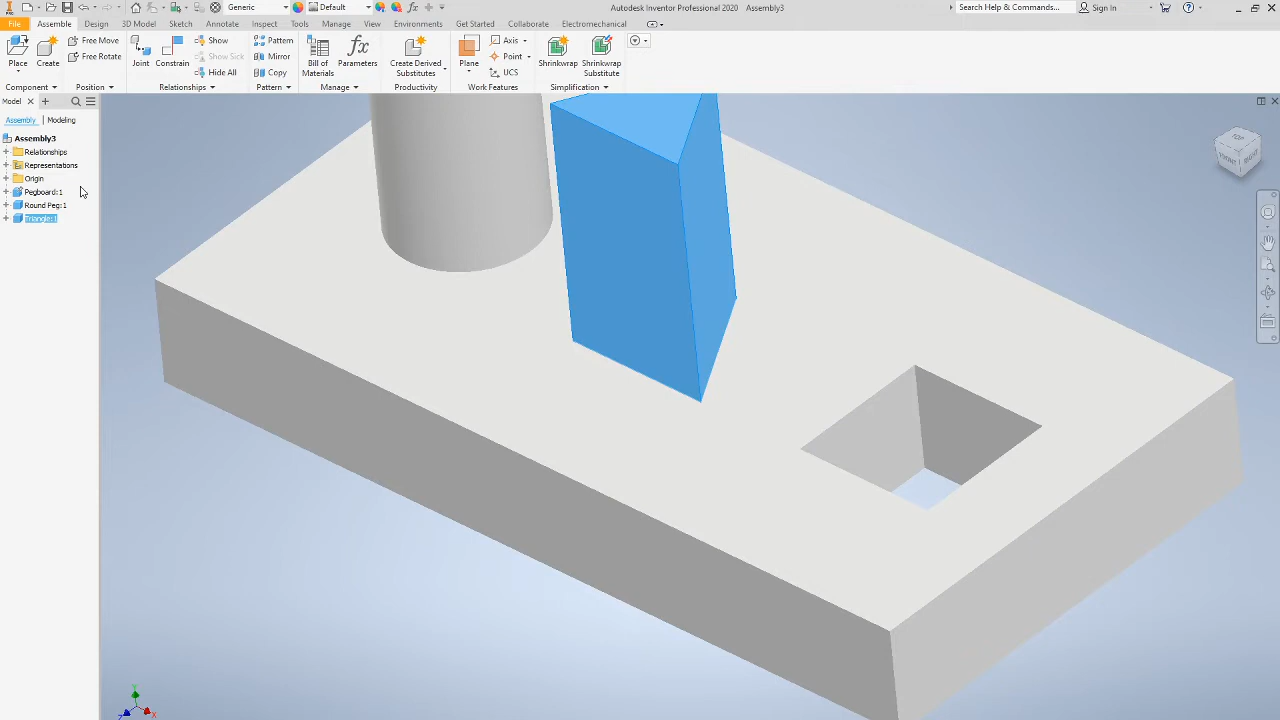 PRO
Generic
Default
Autodesk Inventor Professional 2020
Assembly3
Search Help & Commands...
Sign In
File
Assemble
Design
3D Model
Sketch
Annotate
Inspect
Tools
Manage
View
Environments
Get Started
Collaborate
Electromechanical
Place
Create
Free Move
Free Rotate
Joint
Constrain
Show
Show Sick
Hide All
Pattern
Mirror
Copy
Bill of
Materials
Parameters
Create Derived
Substitutes
Plane
Axis
Point
UCS
Shrinkwrap
Shrinkwrap
Substitute
Component
Position
Relationships
Pattern
Manage
Productivity
Work Features
Simplification
Model
Assembly
Modeling
Assembly3
Relationships
Representations
Origin
Pegboard:1
Round Peg:1
Triangle:1
TOP
Y
Z
X